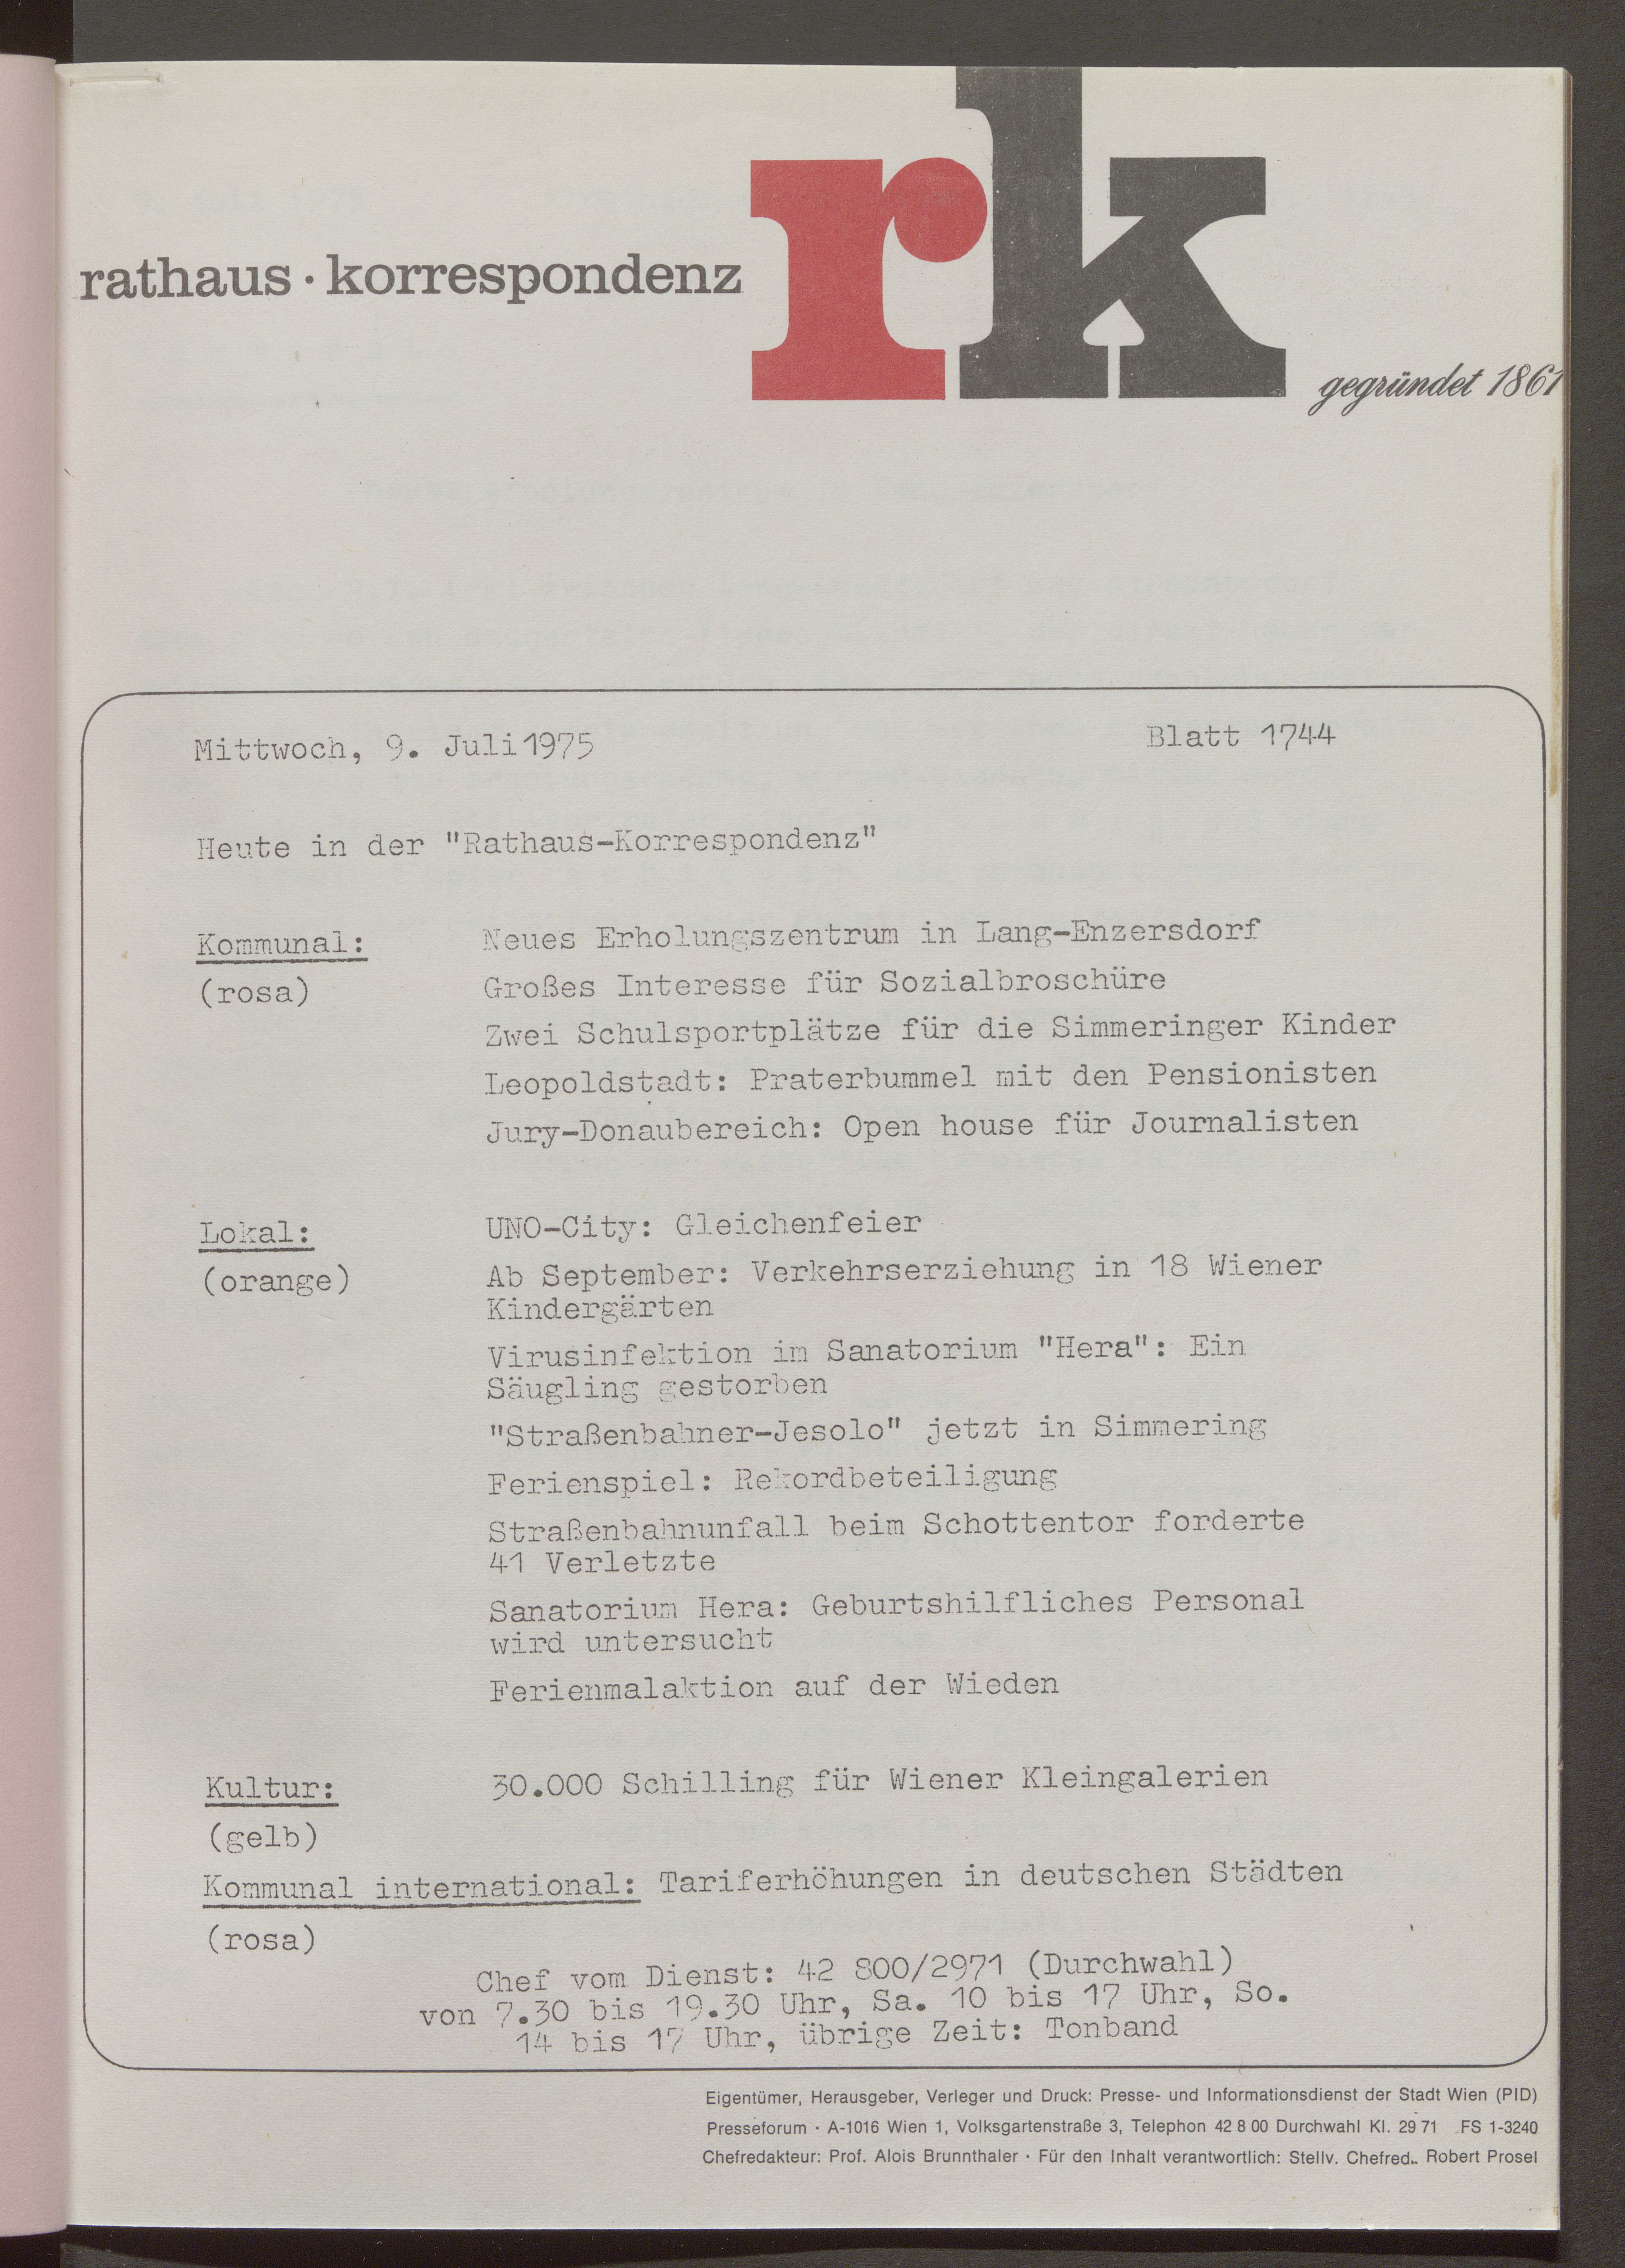 rathaus · korrespondenz
rk
gegründet 1861
Mittwoch, 9. Juli 1975 Blatt 1744
Heute in der "Rathaus-Korrespondenz"
Kommunal: Neues Erholungszentrum in Lang-Enzersdorf
(rosa) Großes Interesse für Sozialbroschüre
Zwei Schulsportplätze für die Simmeringer Kinder
Leopoldstadt: Praterbummel mit den Pensionisten
Jury-Donaubereich: Open house für Journalisten
Lokal: UNO-City: Gleichenfeier
(orange) Ab September: Verkehrserziehung in 18 Wiener
Kindergärten
Virusinfektion im Sanatorium "Hera": Ein
Säugling gestorben
"Straßenbahner-Jesolo" jetzt in Simmering
Ferienspiel: Rekordbeteiligung
Straßenbahnunfall beim Schottentor forderte
41 Verletzte
Sanatorium Hera: Geburtshilfliches Personal
wird untersucht
Ferienmalaktion auf der Wieden
Kultur: 30.000 Schilling für Wiener Kleingalerien
(gelb)
Kommunal international: Tariferhöhungen in deutschen Städten
(rosa)
Chef vom Dienst: 42 800/2971 (Durchwahl)
von 7.30 bis 19.30 Uhr, Sa. 10 bis 17 Uhr, So.
14 bis 17 Uhr, übrige Zeit: Tonband
Eigentümer, Herausgeber, Verleger und Druck: Presse- und Informationsdienst der Stadt Wien (PID)
Presseforum · A-1016 Wien 1, Volksgartenstraße 3, Telephon 42 8 00 Durchwahl Kl. 29 71 FS 1-3240
Chefredakteur: Prof. Alois Brunnthaler · Für den Inhalt verantwortlich: Stellv. Chefred.. Robert Prosel